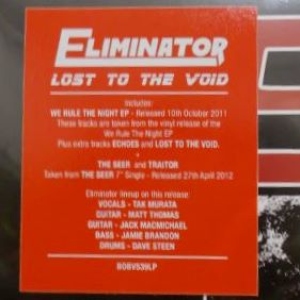 ELIMINATOR
LOST TO THE VOID
Includes:
WE RULE THE NIGHT EP - Released 10th October 2011
These tracks are taken from the vinyl release of the
We Rule The Night EP
Plus extra tracks ECHOES and LOST TO THE VOID.
+
THE SEER and TRAITOR
Taken from THE SEER 7" Single - Released 27th April 2012
Eliminator lineup on this release:
VOCALS - TAK MURATA
GUITAR - MATT THOMAS
GUITAR - JACK MACMICHAEL
BASS - JAMIE BRANDON
DRUMS - DAVE STEEN
BOBV539LP